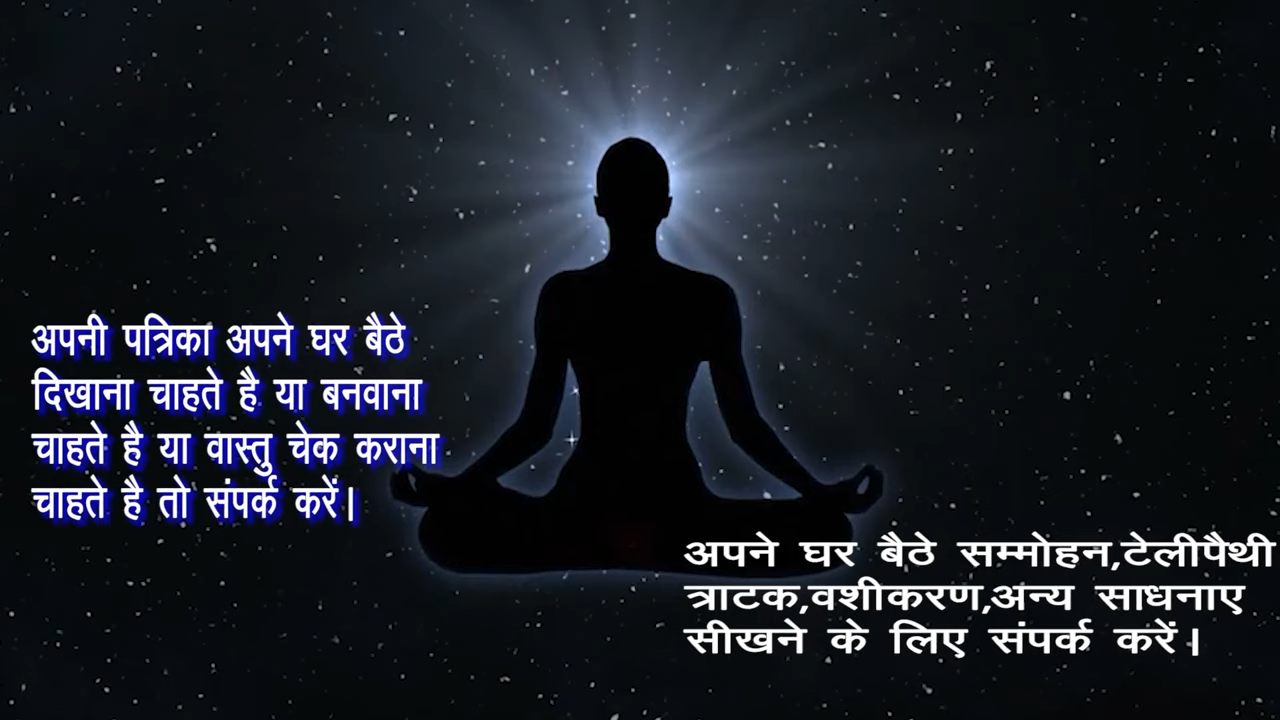 अपनी पत्रिका अपने घर बैठे
दिखाना चाहते है या बनवाना
चाहते है या वास्तु चेक कराना
चाहते है तो संपर्क करें।
अपने घर बैठे सम्मोहन,टेलीपैथी
त्राटक,वशीकरण,अन्य साधनाए
सीखने के लिए संपर्क करें।